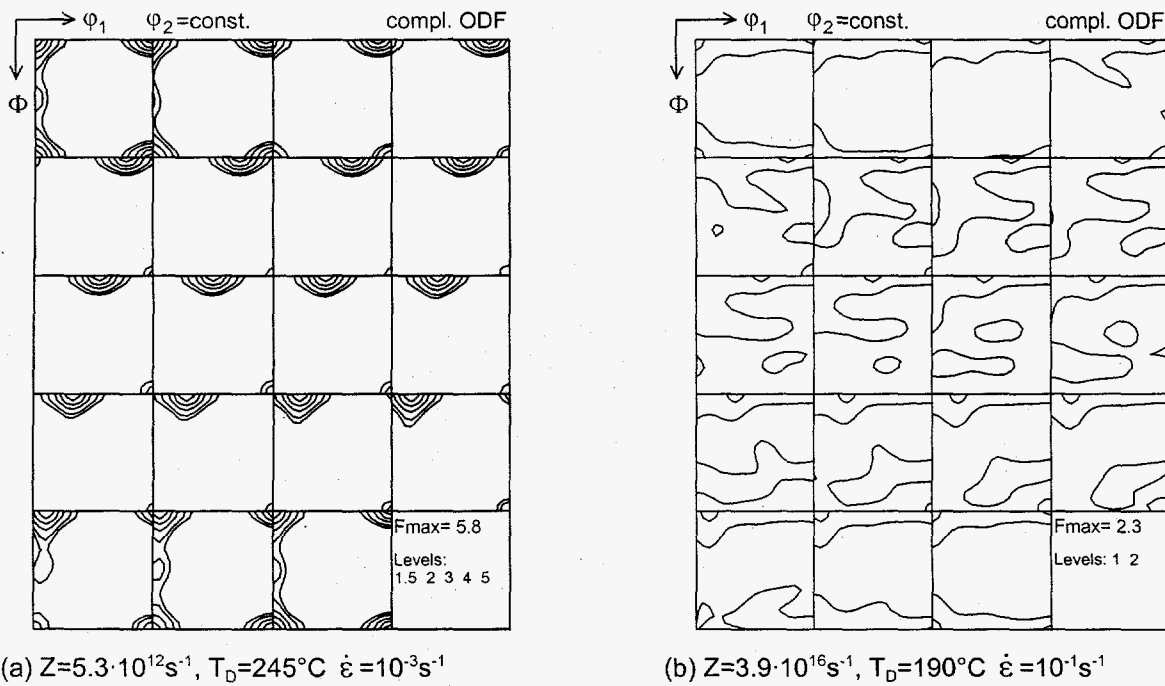 φ₁ φ₂=const. compl. ODF
Φ
Fmax= 5.8
Levels:
1.5 2 3 4 5
(a) Z=5.3·10¹²s⁻¹, T_D=245°C ε̇=10⁻³s⁻¹
φ₁ φ₂=const. compl. ODF
Φ
Fmax= 2.3
Levels: 1 2
(b) Z=3.9·10¹⁶s⁻¹, T_D=190°C ε̇=10⁻¹s⁻¹